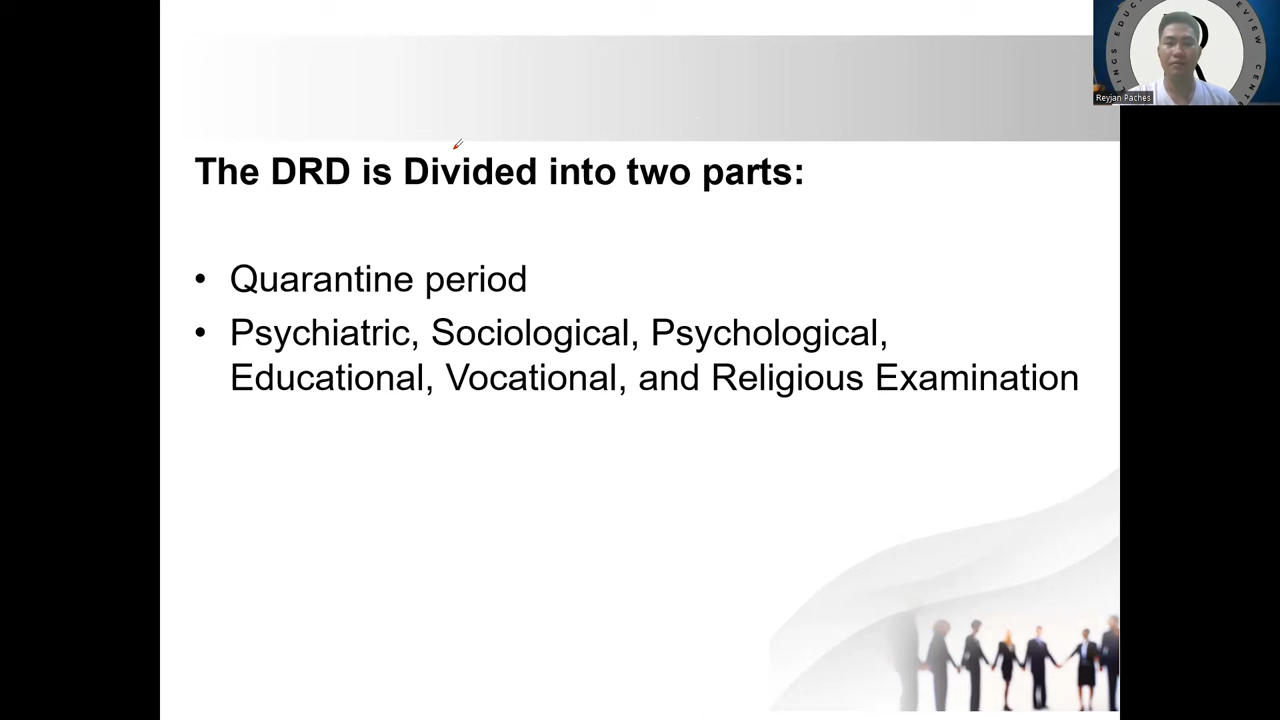 The DRD is Divided into two parts:
• Quarantine period
• Psychiatric, Sociological, Psychological,
Educational, Vocational, and Religious Examination
Reyjan Paches